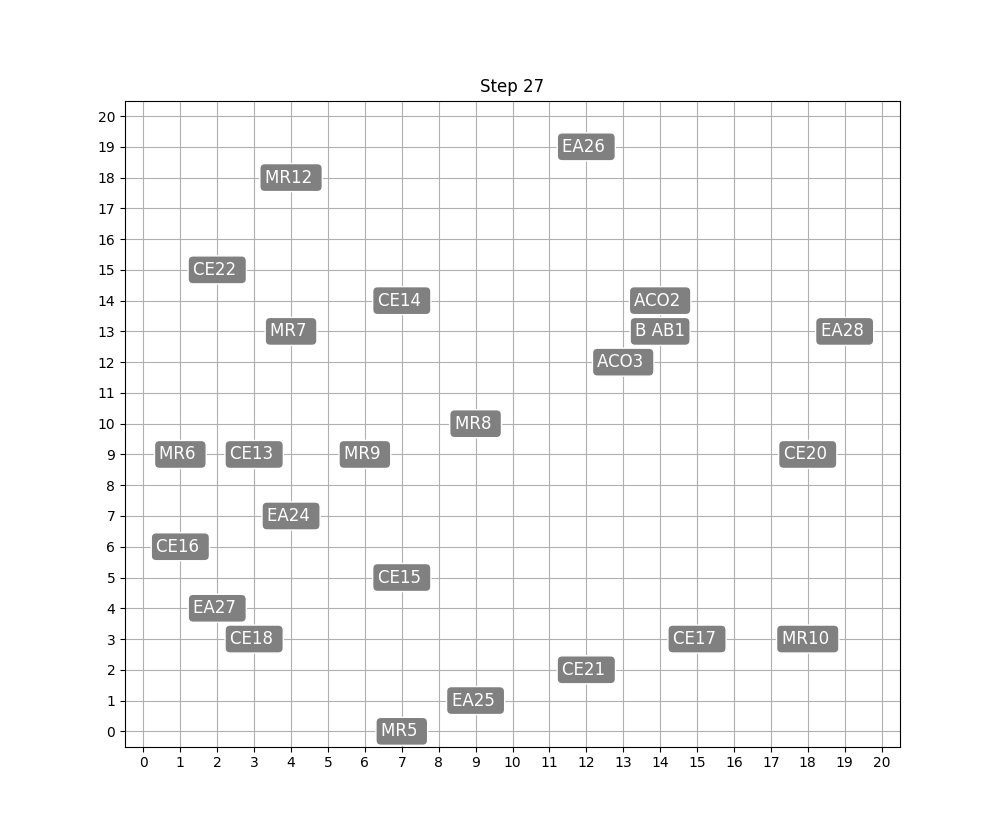 Step 27
20
19
18
17
16
15
14
13
12
11
10
9
8
7
6
5
4
3
2
1
0
EA26
MR12
CE22
CE14
ACO2
MR7
B AB1
EA28
ACO3
MR8
MR6
CE13
MR9
CE20
EA24
CE16
CE15
EA27
CE18
CE17
MR10
CE21
EA25
MR5
0 1 2 3 4 5 6 7 8 9 10 11 12 13 14 15 16 17 18 19 20